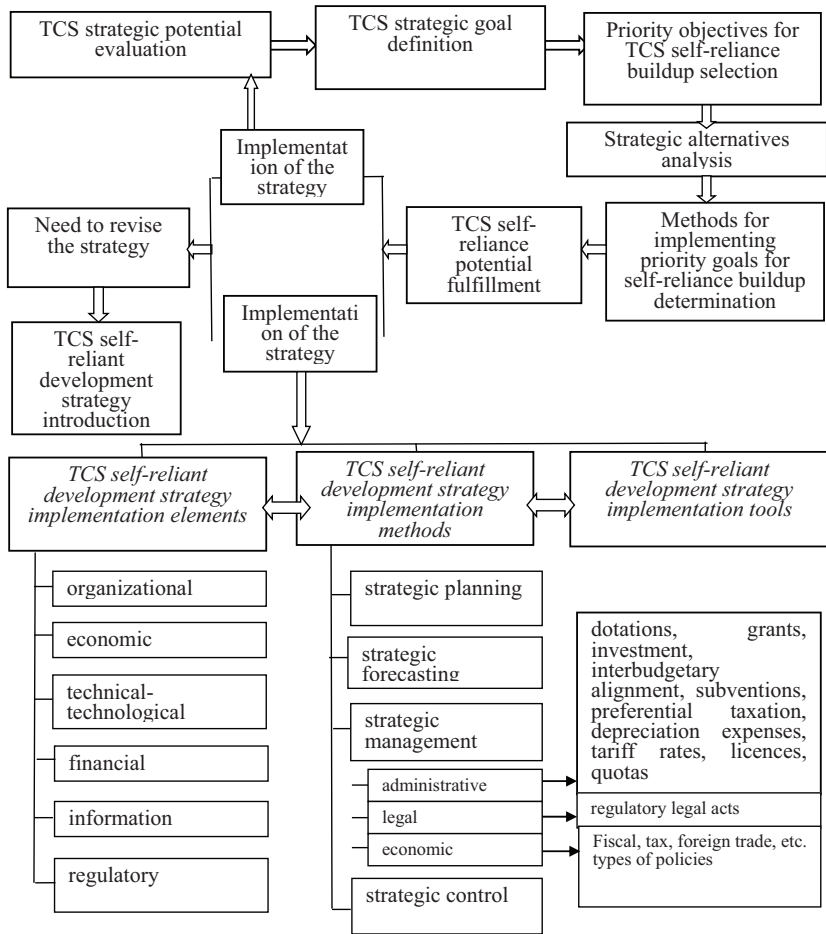 TCS strategic potential
evaluation
TCS strategic goal
definition
Priority objectives for
TCS self-reliance
buildup selection
Strategic alternatives
analysis
Implementat
ion of the
strategy
Need to revise
the strategy
TCS self-
reliance
potential
fulfillment
Methods for
implementing
priority goals for
self-reliance buildup
determination
TCS self-
reliant
development
strategy
introduction
Implementati
on of the
strategy
TCS self-reliant
development strategy
implementation elements
TCS self-reliant
development strategy
implementation
methods
TCS self-reliant
development strategy
implementation tools
organizational
economic
technical-
technological
financial
information
regulatory
strategic planning
strategic
forecasting
strategic
management
administrative
legal
economic
strategic control
dotations, grants,
investment,
interbudgetary
alignment, subventions,
preferential taxation,
depreciation expenses,
tariff rates, licences,
quotas
regulatory legal acts
Fiscal, tax, foreign trade, etc.
types of policies